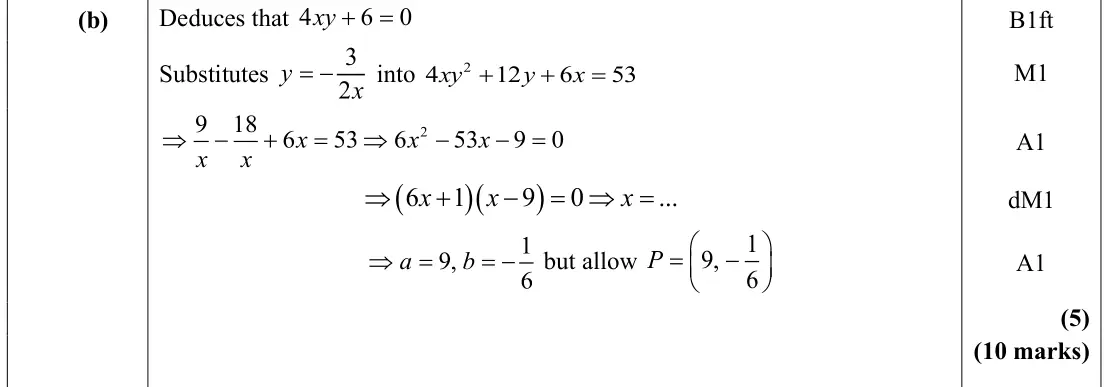 (b) Deduces that 4xy + 6 = 0 B1ft
Substitutes y = −3/(2x) into 4xy² + 12y + 6x = 53 M1
⇒ 9/x − 18/x + 6x = 53 ⇒ 6x² − 53x − 9 = 0 A1
⇒ (6x + 1)(x − 9) = 0 ⇒ x = ... dM1
⇒ a = 9, b = −1/6 but allow P = (9, −1/6) A1
(5)
(10 marks)